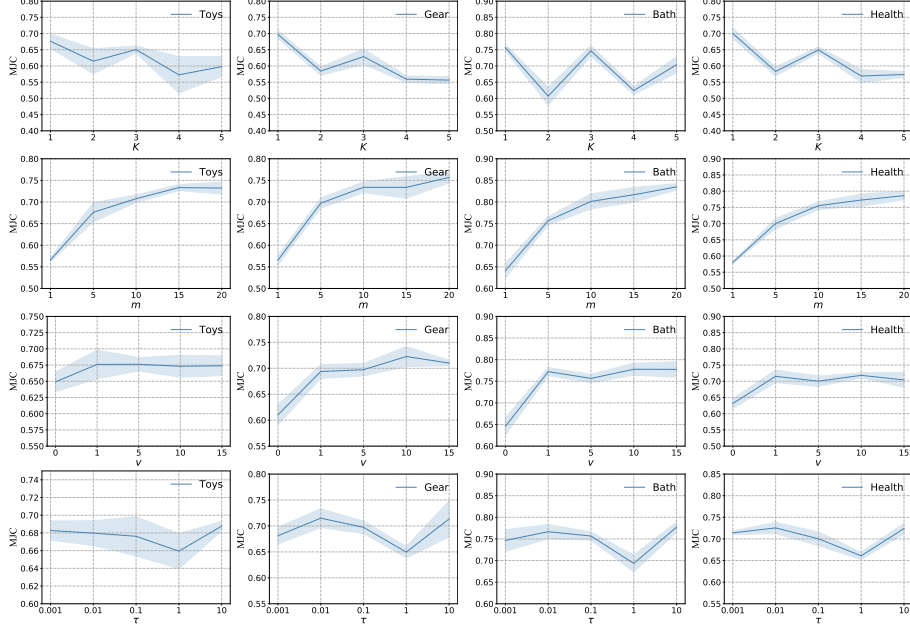 0.80 0.75 0.70 0.65 0.60 0.55 0.50 0.45 0.40
MJC
Toys
1 2 3 4 5
K
0.80 0.75 0.70 0.65 0.60 0.55 0.50 0.45 0.40
MJC
Gear
1 2 3 4 5
K
0.90 0.85 0.80 0.75 0.70 0.65 0.60 0.55 0.50
MJC
Bath
1 2 3 4 5
K
0.80 0.75 0.70 0.65 0.60 0.55 0.50 0.45 0.40
MJC
Health
1 2 3 4 5
K
0.80 0.75 0.70 0.65 0.60 0.55 0.50
MJC
Toys
1 5 10 15 20
m
0.80 0.75 0.70 0.65 0.60 0.55 0.50
MJC
Gear
1 5 10 15 20
m
0.90 0.85 0.80 0.75 0.70 0.65 0.60
MJC
Bath
1 5 10 15 20
m
0.90 0.85 0.80 0.75 0.70 0.65 0.60 0.55 0.50
MJC
Health
1 5 10 15 20
m
0.750 0.725 0.700 0.675 0.650 0.625 0.600 0.575 0.550
MJC
Toys
0 1 5 10 15
v
0.80 0.75 0.70 0.65 0.60 0.55
MJC
Gear
0 1 5 10 15
v
0.90 0.85 0.80 0.75 0.70 0.65 0.60
MJC
Bath
0 1 5 10 15
v
0.90 0.85 0.80 0.75 0.70 0.65 0.60 0.55 0.50
MJC
Health
0 1 5 10 15
v
0.74 0.72 0.70 0.68 0.66 0.64 0.62 0.60
MJC
Toys
0.001 0.01 0.1 1 10
τ
0.80 0.75 0.70 0.65 0.60 0.55
MJC
Gear
0.001 0.01 0.1 1 10
τ
0.90 0.85 0.80 0.75 0.70 0.65 0.60
MJC
Bath
0.001 0.01 0.1 1 10
τ
0.85 0.80 0.75 0.70 0.65 0.60 0.55
MJC
Health
0.001 0.01 0.1 1 10
τ